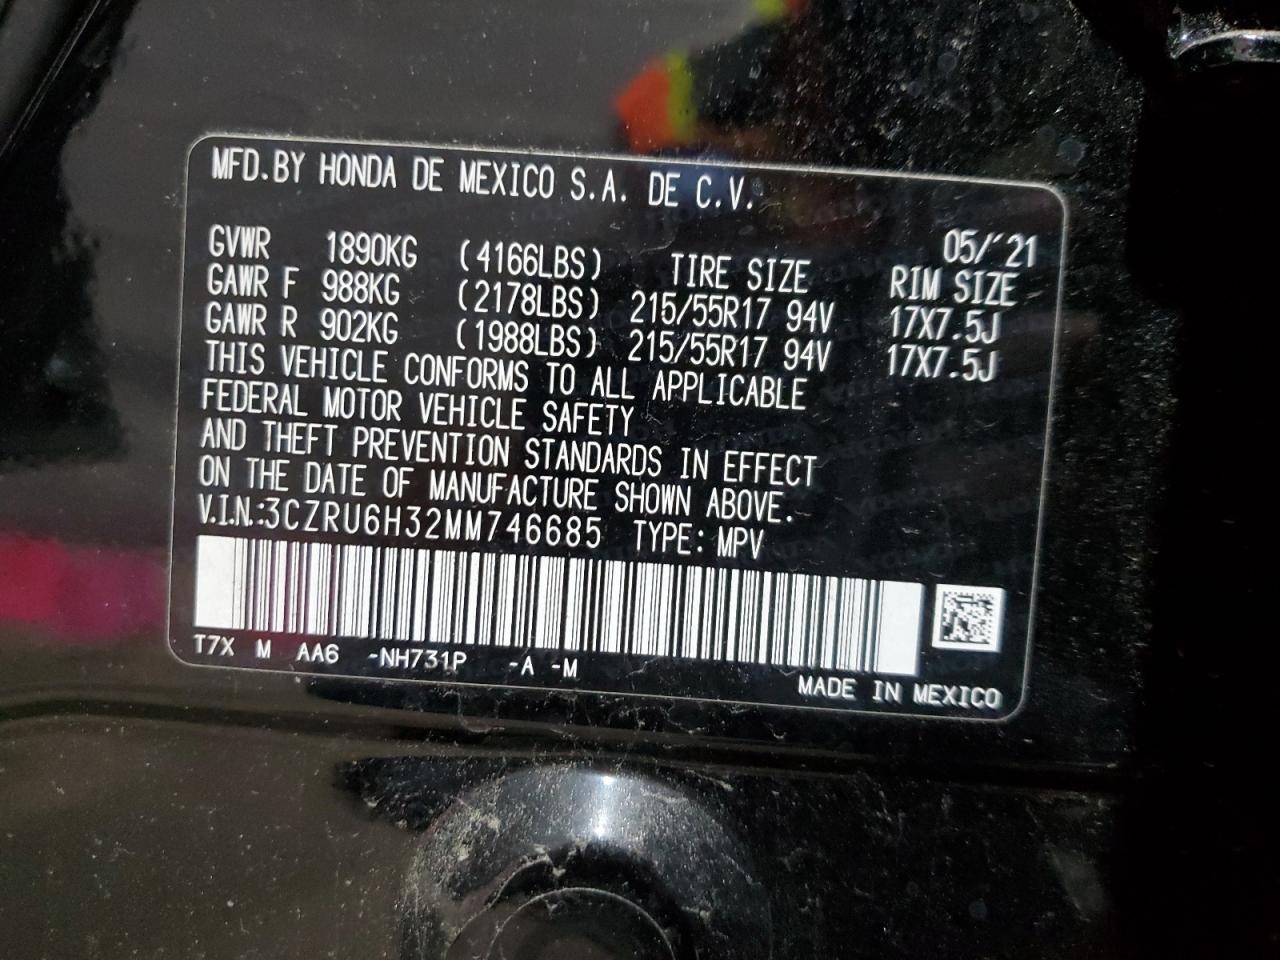 MFD.BY HONDA DE MEXICO S.A. DE C.V.
05/'21
GVWR 1890KG (4166LBS) TIRE SIZE RIM SIZE
GAWR F 988KG (2178LBS) 215/55R17 94V 17X7.5J
GAWR R 902KG (1988LBS) 215/55R17 94V 17X7.5J
THIS VEHICLE CONFORMS TO ALL APPLICABLE
FEDERAL MOTOR VEHICLE SAFETY
AND THEFT PREVENTION STANDARDS IN EFFECT
ON THE DATE OF MANUFACTURE SHOWN ABOVE.
V.I.N.:3CZRU6H32MM746685 TYPE: MPV
T7X M AA6 -NH731P -A -M
MADE IN MEXICO